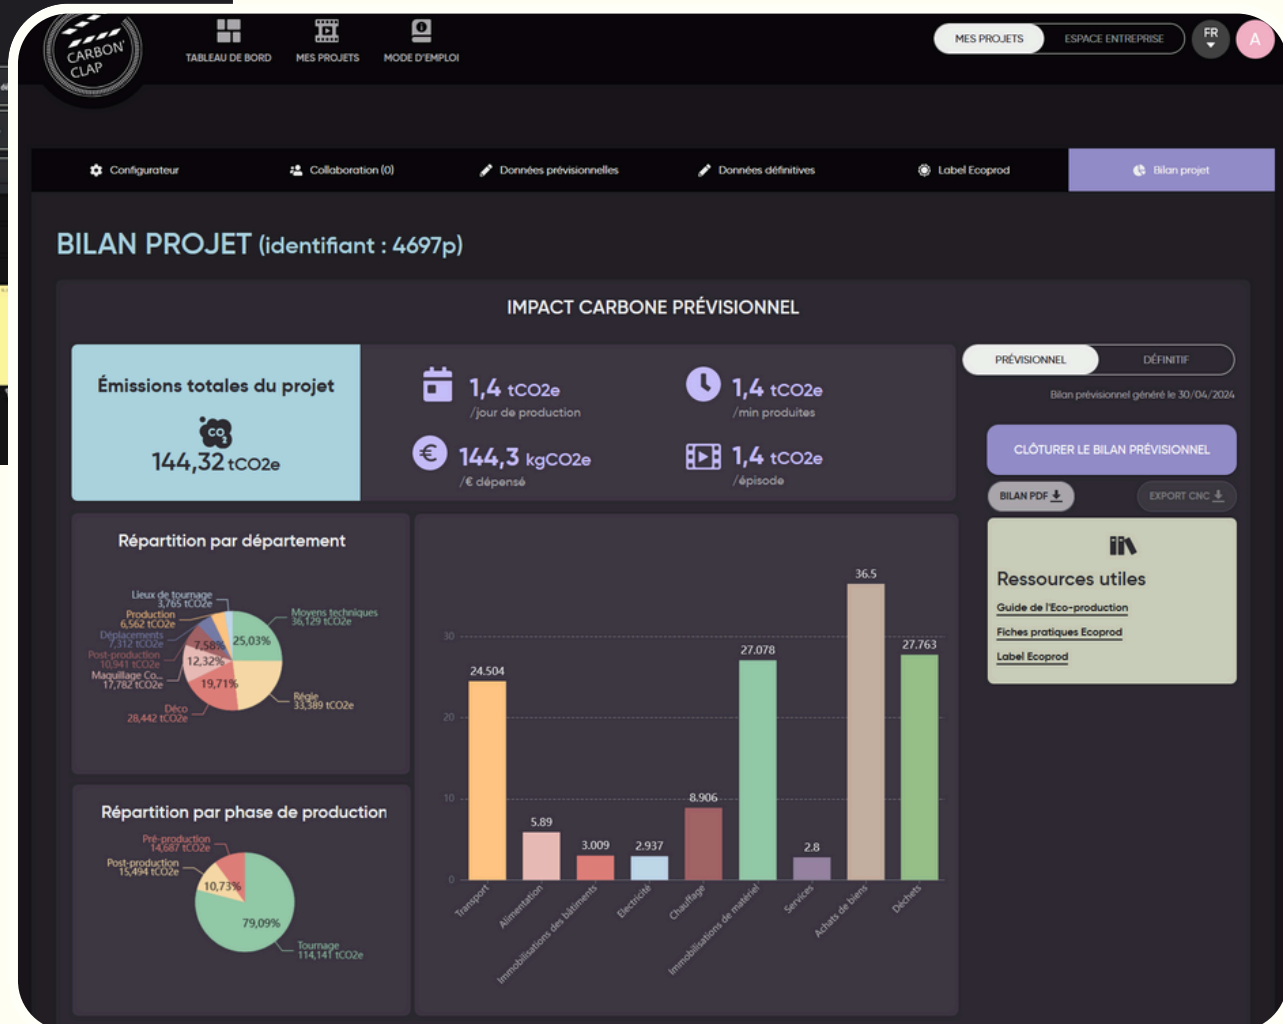 CARBON'
CLAP
TABLEAU DE BORD
MES PROJETS
MODE D'EMPLOI
MES PROJETS
ESPACE ENTREPRISE
FR
A
Configurateur
Collaboration (0)
Données prévisionnelles
Données définitives
Label Ecoprod
Bilan projet
BILAN PROJET (identifiant : 4697p)
IMPACT CARBONE PRÉVISIONNEL
Émissions totales du projet
CO2
144,32 tCO2e
1,4 tCO2e
/jour de production
1,4 tCO2e
/min produites
144,3 kgCO2e
/€ dépensé
1,4 tCO2e
/épisode
PRÉVISIONNEL
DÉFINITIF
Bilan prévisionnel généré le 30/04/2024
CLÔTURER LE BILAN PRÉVISIONNEL
BILAN PDF
EXPORT CNC
Ressources utiles
Guide de l'Eco-production
Fiches pratiques Ecoprod
Label Ecoprod
Répartition par département
Lieux de tournage
3,765 tCO2e
Production
6,562 tCO2e
Déplacements
7,312 tCO2e
Post-production
10,941 tCO2e
Maquillage Co...
17,782 tCO2e
Déco
28,442 tCO2e
Moyens techniques
36,129 tCO2e
Régie
33,389 tCO2e
25,03%
7,58%
12,32%
19,71%
Répartition par phase de production
Pré-production
14,687 tCO2e
Post-production
15,494 tCO2e
10,73%
79,09%
Tournage
114,141 tCO2e
30
20
10
0
24.504
5.89
3.009
2.937
8.906
27.078
2.8
36.5
27.763
Transport
Alimentation
Immobilisations des bâtiments
Electricité
Chauffage
Immobilisations de matériel
Services
Achats de biens
Déchets